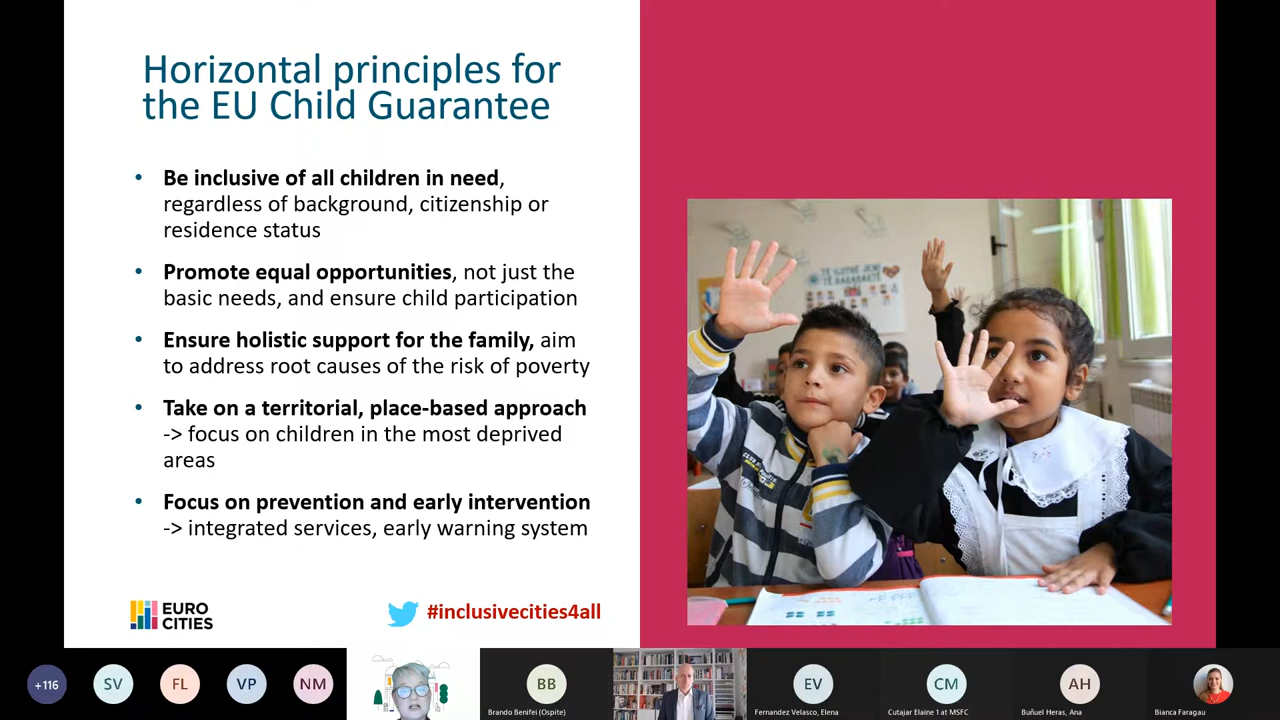 Horizontal principles for
the EU Child Guarantee
• Be inclusive of all children in need,
regardless of background, citizenship or
residence status
• Promote equal opportunities, not just the
basic needs, and ensure child participation
• Ensure holistic support for the family, aim
to address root causes of the risk of poverty
• Take on a territorial, place-based approach
-> focus on children in the most deprived
areas
• Focus on prevention and early intervention
-> integrated services, early warning system
EURO
CITIES
#inclusivecities4all
+116
SV
FL
VP
NM
BB
Brando Benifei (Ospite)
EV
Fernandez Velasco, Elena
CM
Cutajar Elaine 1 at MSFC
AH
Buñuel Heras, Ana
Bianca Faragau